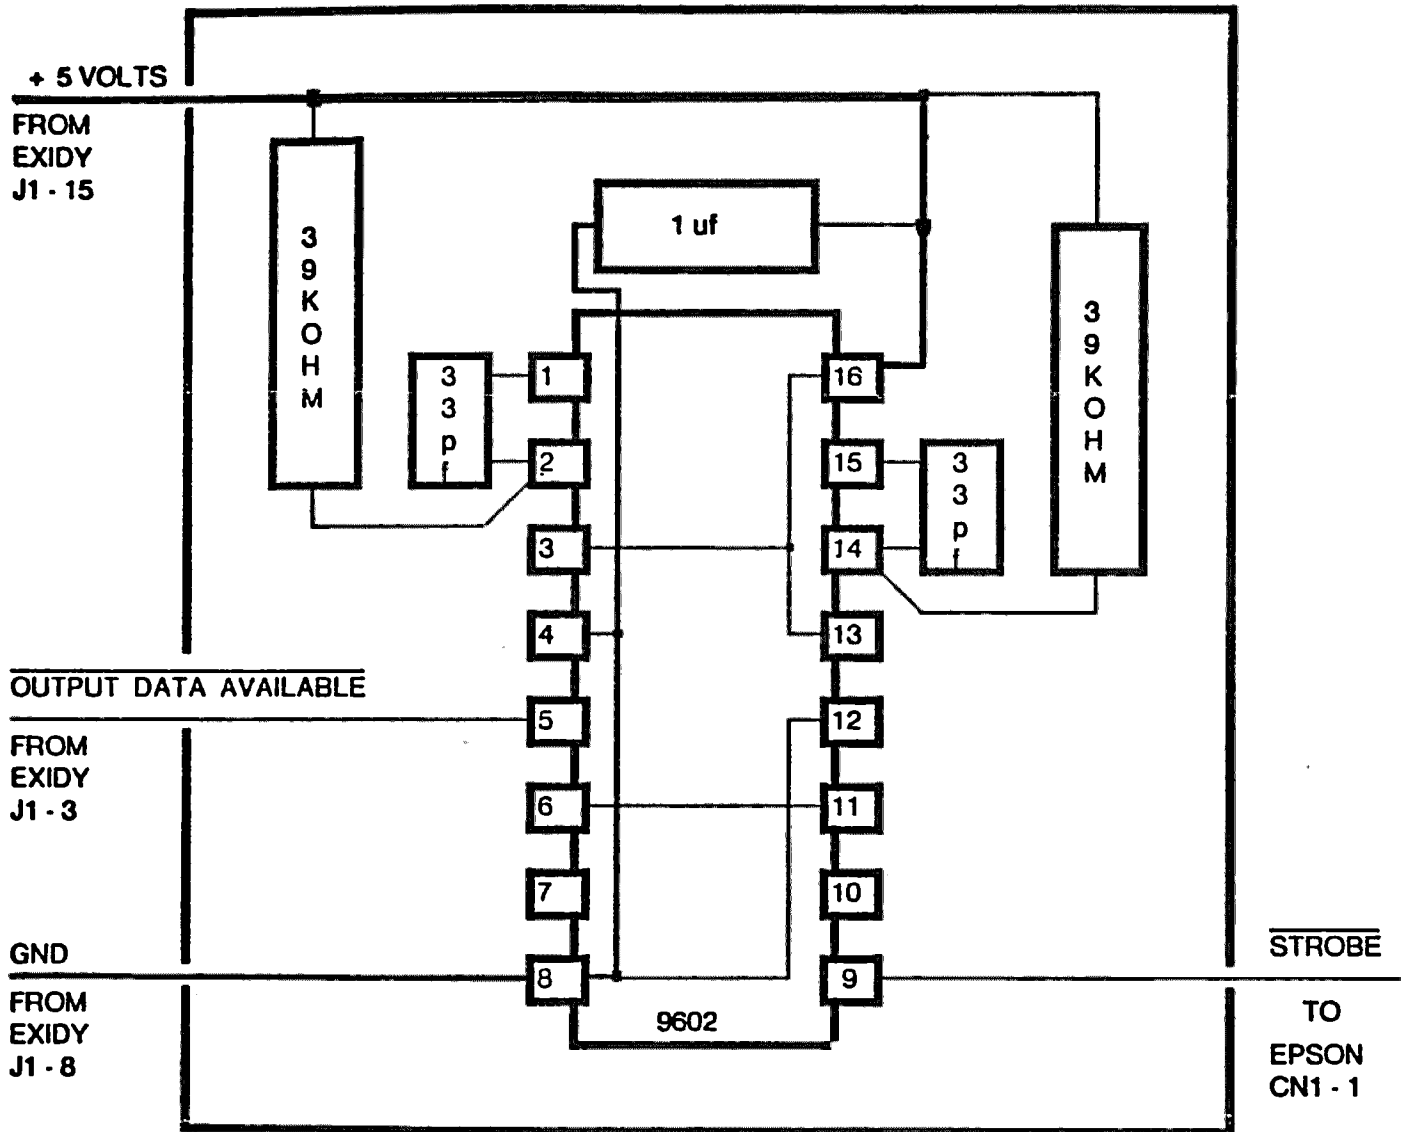 + 5 VOLTS
FROM
EXIDY
J1 - 15
3
9
K
O
H
M
1 uf
3
9
K
O
H
M
3
3
p
f
1
2
3
4
5
6
7
8
16
15
14
13
12
11
10
9
3
3
p
f
OUTPUT DATA AVAILABLE
FROM
EXIDY
J1 - 3
GND
FROM
EXIDY
J1 - 8
9602
STROBE
TO
EPSON
CN1 - 1